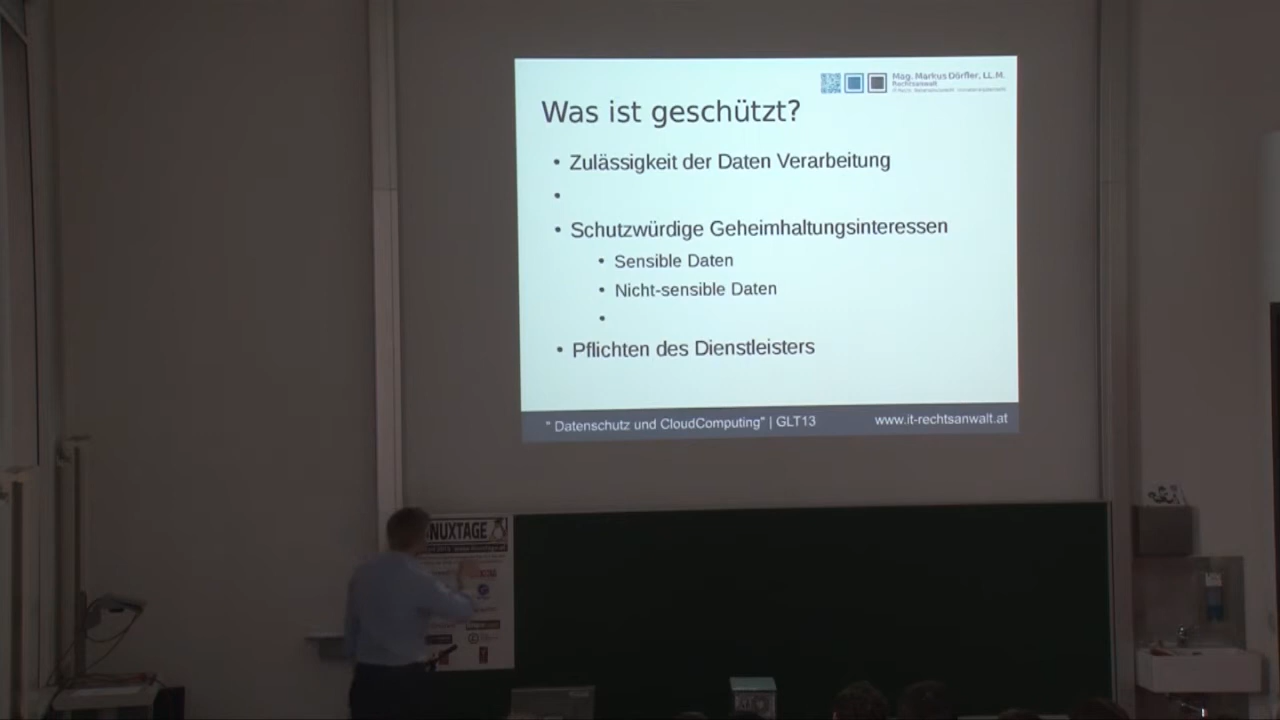 Mag. Markus Dörfler, LL.M.
Rechtsanwalt
Was ist geschützt?
• Zulässigkeit der Daten Verarbeitung
•
• Schutzwürdige Geheimhaltungsinteressen
• Sensible Daten
• Nicht-sensible Daten
•
• Pflichten des Dienstleisters
" Datenschutz und CloudComputing" | GLT13
www.it-rechtsanwalt.at
NUXTAGE